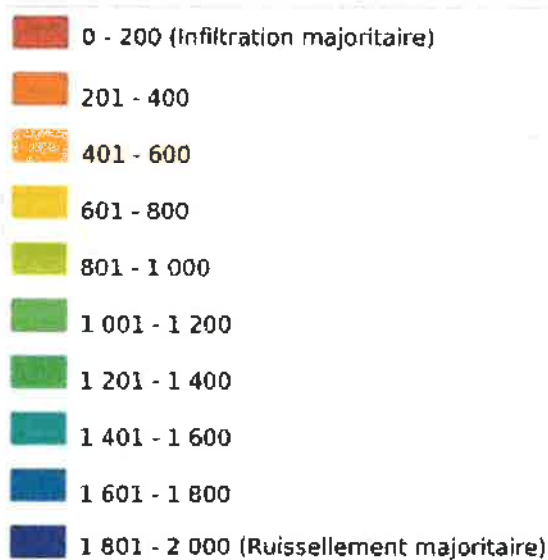 0 - 200 (Infiltration majoritaire)
201 - 400
401 - 600
601 - 800
801 - 1 000
1 001 - 1 200
1 201 - 1 400
1 401 - 1 600
1 601 - 1 800
1 801 - 2 000 (Ruissellement majoritaire)